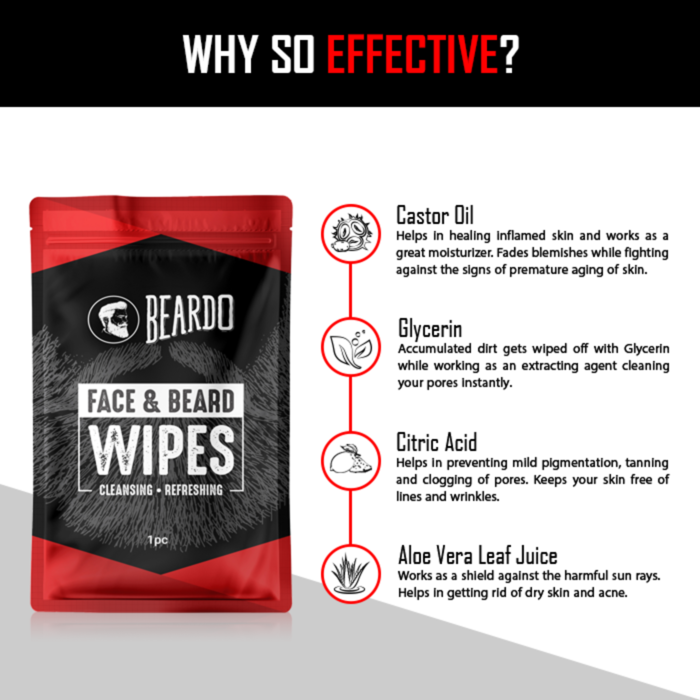 WHY SO EFFECTIVE?
BEARDO
FACE & BEARD
WIPES
CLEANSING • REFRESHING
1pc
Castor Oil
Helps in healing inflamed skin and works as a
great moisturizer. Fades blemishes while fighting
against the signs of premature aging of skin.
Glycerin
Accumulated dirt gets wiped off with Glycerin
while working as an extracting agent cleaning
your pores instantly.
Citric Acid
Helps in preventing mild pigmentation, tanning
and clogging of pores. Keeps your skin free of
lines and wrinkles.
Aloe Vera Leaf Juice
Works as a shield against the harmful sun rays.
Helps in getting rid of dry skin and acne.